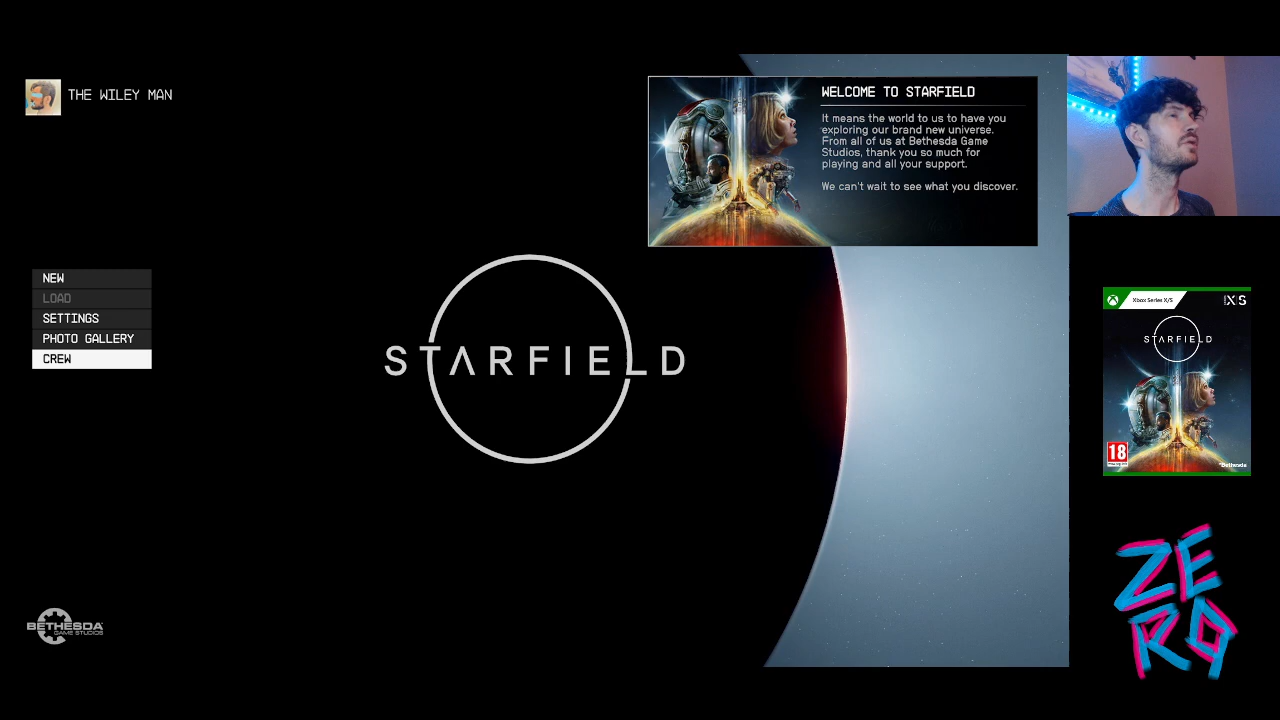 THE WILEY MAN
WELCOME TO STARFIELD
It means the world to us to have you
exploring our brand new universe.
From all of us at Bethesda Game
Studios, thank you so much for
playing and all your support.
We can't wait to see what you discover.
NEW
LOAD
SETTINGS
PHOTO GALLERY
CREW
STARFIELD
Xbox Series X/S
X S
STARFIELD
18
Bethesda
BETHESDA
GAME STUDIOS
ZE
RO